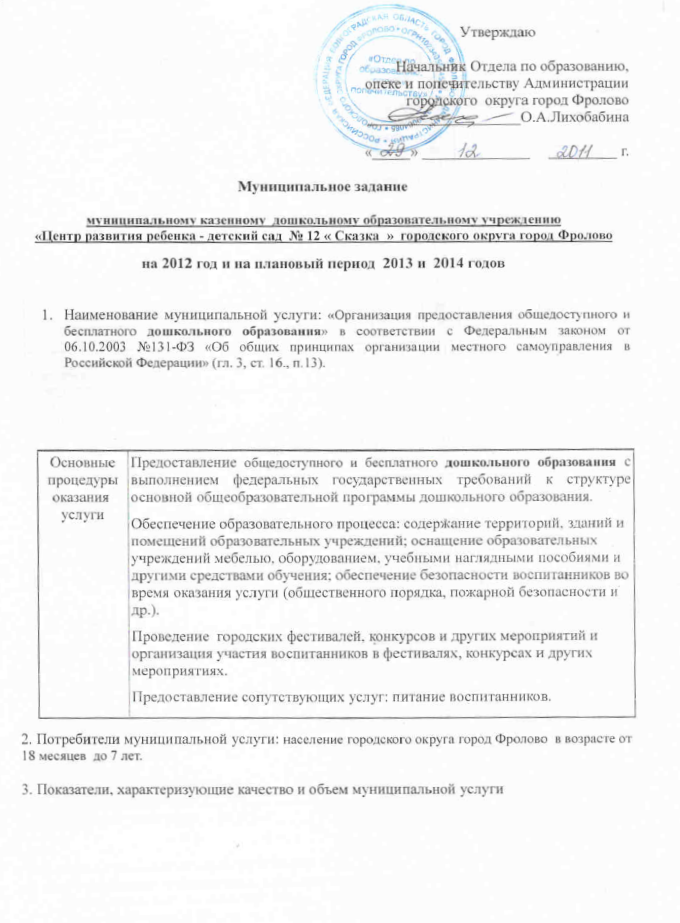 Утверждаю
Начальник Отдела по образованию,
опеке и попечительству Администрации
городского округа город Фролово
О.А.Лихобабина
« 29 » 12 2011 г.
«Отдел по
образованию,
попечительству»
Муниципальное задание
муниципальному казенному дошкольному образовательному учреждению
«Центр развития ребенка - детский сад № 12 « Сказка » городского округа город Фролово
на 2012 год и на плановый период 2013 и 2014 годов
1. Наименование муниципальной услуги: «Организация предоставления общедоступного и
бесплатного дошкольного образования» в соответствии с Федеральным законом от
06.10.2003 №131-ФЗ «Об общих принципах организации местного самоуправления в
Российской Федерации» (гл. 3, ст. 16., п.13).
Основные
процедуры
оказания
услуги
Предоставление общедоступного и бесплатного дошкольного образования с
выполнением федеральных государственных требований к структуре
основной общеобразовательной программы дошкольного образования.
Обеспечение образовательного процесса: содержание территорий, зданий и
помещений образовательных учреждений; оснащение образовательных
учреждений мебелью, оборудованием, учебными наглядными пособиями и
другими средствами обучения; обеспечение безопасности воспитанников во
время оказания услуги (общественного порядка, пожарной безопасности и
др.).
Проведение городских фестивалей, конкурсов и других мероприятий и
организация участия воспитанников в фестивалях, конкурсах и других
мероприятиях.
Предоставление сопутствующих услуг: питание воспитанников.
2. Потребители муниципальной услуги: население городского округа город Фролово в возрасте от
18 месяцев до 7 лет.
3. Показатели, характеризующие качество и объем муниципальной услуги